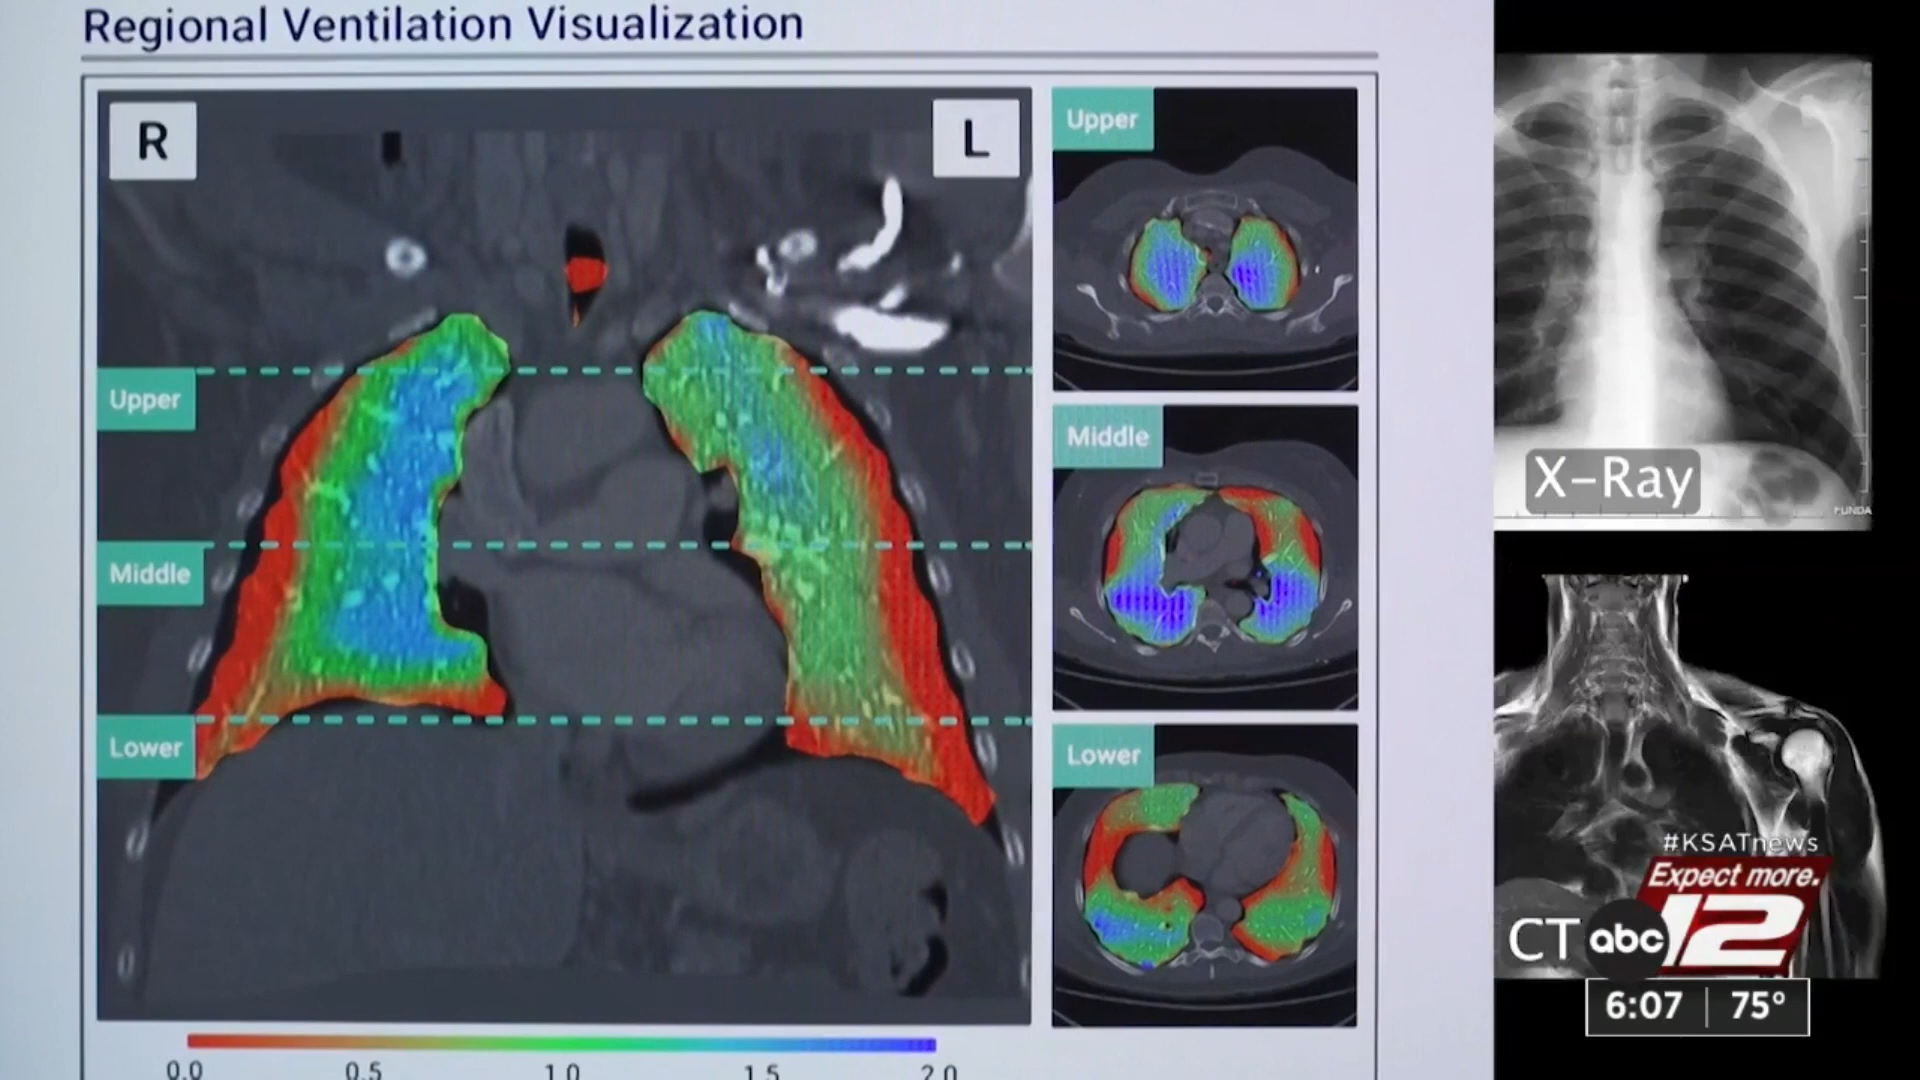 Regional Ventilation Visualization
R
L
Upper
Middle
Lower
0.0 0.5 1.0 1.5 2.0
Upper
Middle
Lower
X-Ray
FUNDA
#KSATnews
Expect more.
CT
abc
12
6:07
75°